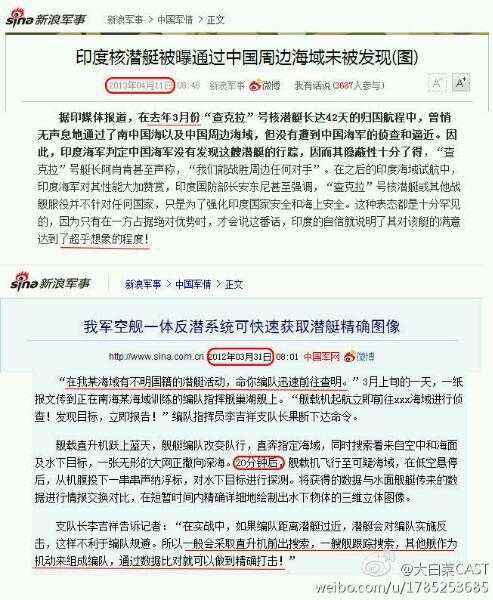 sina 新浪军事
新浪军事 > 中国军情 > 正文
印度核潜艇被曝通过中国周边海域未被发现(图)
2013年04月11日 08:48 新浪军事 微博 我有话说(3687人参与)
据印媒体报道，在去年3月份“查克拉”号核潜艇长达42天的归国航程中，曾悄
无声息地通过了南中国海以及中国周边海域，但没有遭到中国海军的侦查和逼近。因
此，印度海军判定中国海军没有发现这艘潜艇的行踪，因而其隐蔽性十分了得，“查克
拉”号艇长阿肖肯甚至声称，“我们能战胜周边任何对手”。在之后的印度海域试航中，
印度海军对其性能大加赞赏，印度国防部长安东尼甚至强调，“查克拉”号核潜艇或其他战
舰服役并不针对任何国家，只是为了强化印度国家安全和海上安全。这种表态都是十分罕见
的，因为只有在一方占据绝对优势时，才会说这番话，印度的自信就说明了其对该艇的满意
达到了超乎想象的程度！
sina 新浪军事
新浪军事 > 中国军情 > 正文
我军空舰一体反潜系统可快速获取潜艇精确图像
http://www.sina.com.cn 2012年03月31日 08:01 中国军网 微博
“在我某海域有不明国籍的潜艇活动，命你编队迅速前往查明。”3月上旬的一天，一纸
报文传到正在南海某海域训练的编队指挥舰巢湖舰上。“舰载机起航立即前往xxx海域进行侦
查！发现目标，立即报告！”编队指挥员李吉祥支队长果断下达命令。
舰载直升机跃上蓝天，舰艇编队改变队行，直奔指定海域，同时搜索着来自空中和海面
及水下目标，一张无形的大网正撒向深海。20分钟后，舰载机飞行至可疑海域，在低空悬停
后，从机腹投下一串串声纳浮标，对水下目标进行探测。将获得的数据与水面舰艇传来的数
据进行情报交换对比，在短暂时间内精确详细地绘制出水下物体的三维立体图像。
支队长李吉祥告诉记者：“在实战中，如果编队距离潜艇过近，潜艇会对编队实施反
击，这样不利于编队规避。所以一般会采取直升机前出搜索，一艘舰跟踪搜索，其他舰作为
机动来组成编队，通过数据比对就可以做到精确打击！”
@大白菜CAST
weibo.com/u/1785253685